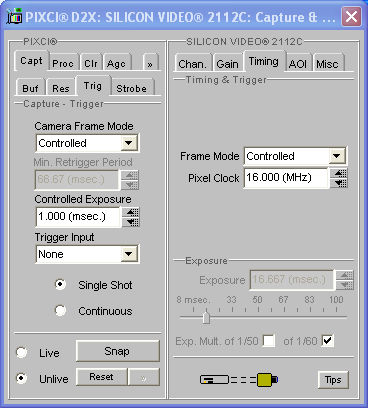 PIXCI® D2X: SILICON VIDEO® 2112C: Capture & ...
PIXCI®
Capt Proc Clr Agc »
Buf Res Trig Strobe
Capture - Trigger
Camera Frame Mode
Controlled
Min. Retrigger Period
66.67 (msec.)
Controlled Exposure
1.000 (msec.)
Trigger Input
None
Single Shot
Continuous
Live
Snap
Unlive
Reset »
SILICON VIDEO® 2112C
Chan. Gain Timing AOI Misc
Timing & Trigger
Frame Mode Controlled
Pixel Clock 16.000 (MHz)
Exposure
Exposure 16.667 (msec.)
8 msec. 33 50 67 83 100
Exp. Mult. of 1/50 of 1/60
Tips